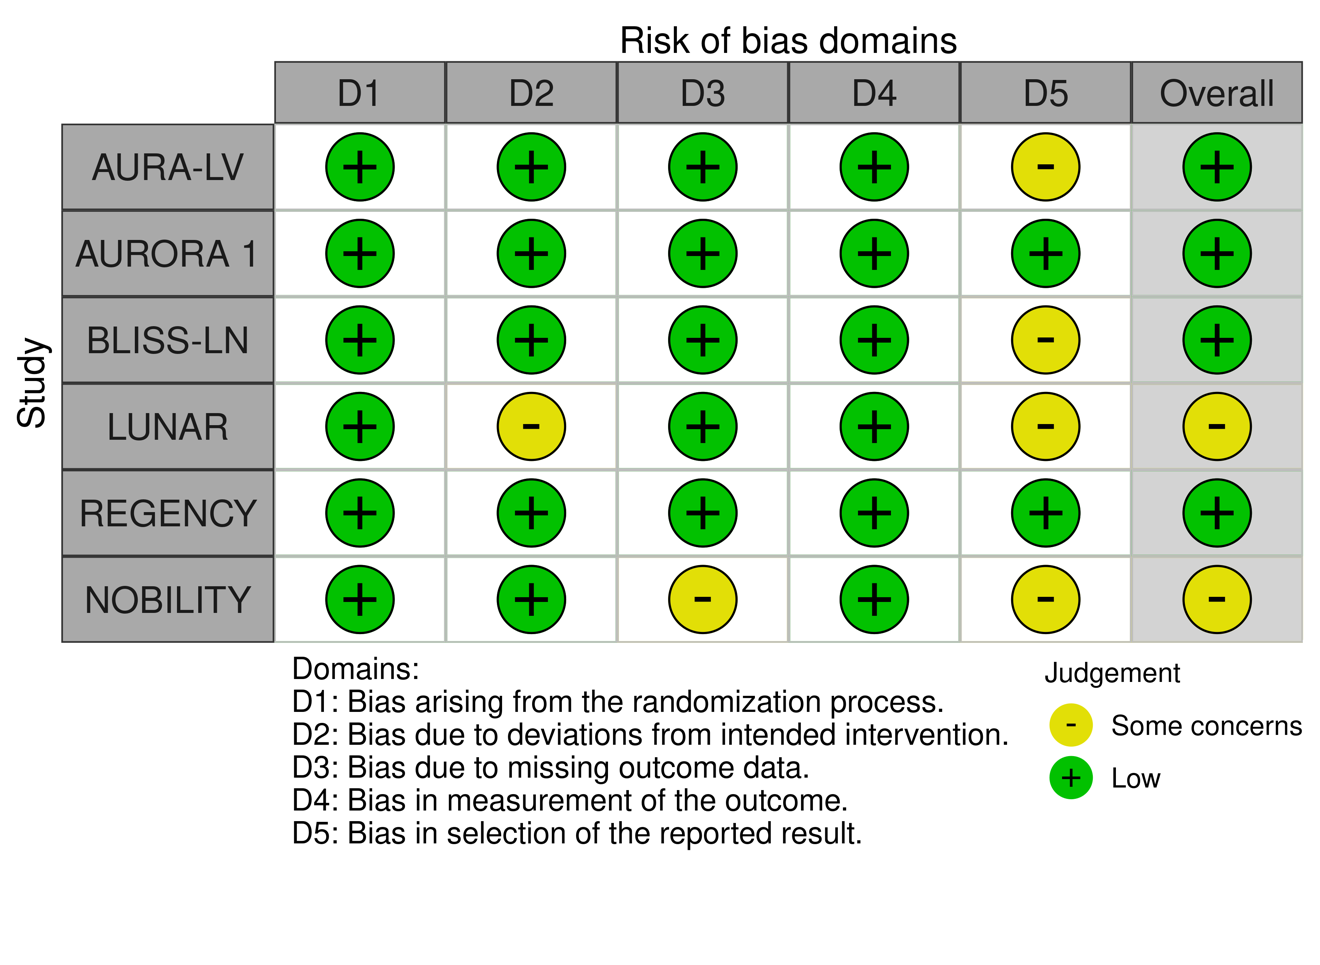 Risk of bias domains
D1 D2 D3 D4 D5 Overall
Study
AURA-LV + + + + - +
AURORA 1 + + + + + +
BLISS-LN + + + + - +
LUNAR + - + + - -
REGENCY + + + + + +
NOBILITY + + - + - -
Domains:
D1: Bias arising from the randomization process.
D2: Bias due to deviations from intended intervention.
D3: Bias due to missing outcome data.
D4: Bias in measurement of the outcome.
D5: Bias in selection of the reported result.
Judgement
- Some concerns
+ Low